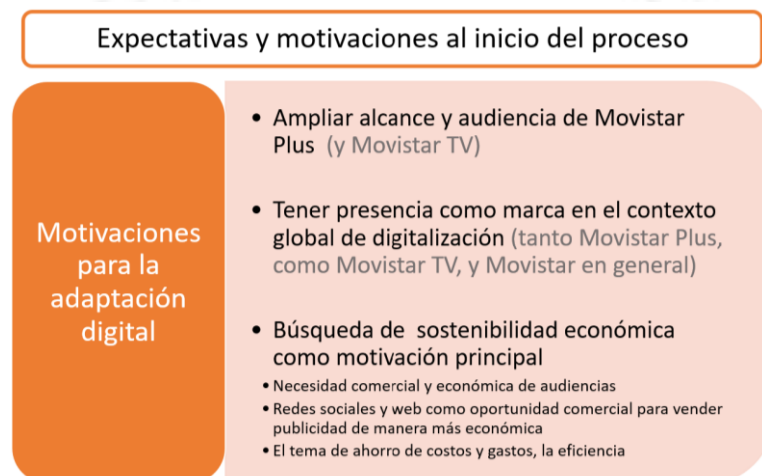 Expectativas y motivaciones al inicio del proceso
Motivaciones
para la
adaptación
digital
• Ampliar alcance y audiencia de Movistar
Plus (y Movistar TV)
• Tener presencia como marca en el contexto
global de digitalización (tanto Movistar Plus,
como Movistar TV, y Movistar en general)
• Búsqueda de sostenibilidad económica
como motivación principal
• Necesidad comercial y económica de audiencias
• Redes sociales y web como oportunidad comercial para vender
publicidad de manera más económica
• El tema de ahorro de costos y gastos, la eficiencia